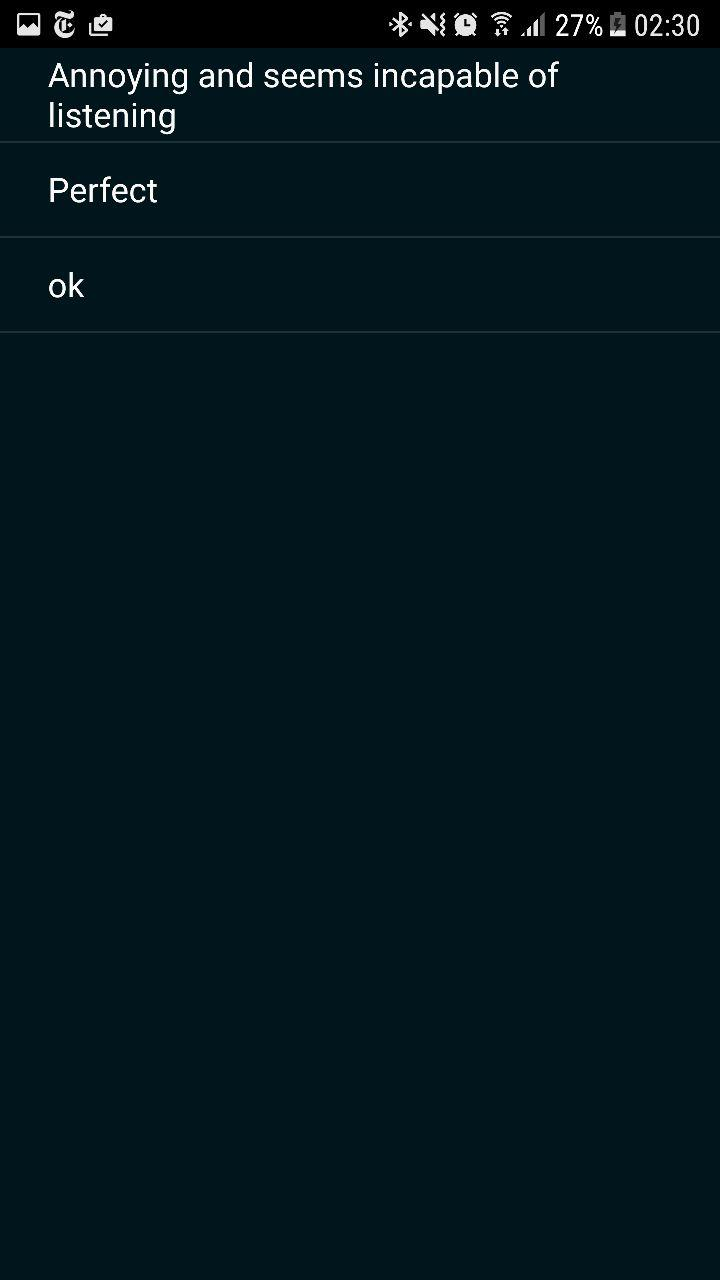 27% 02:30
Annoying and seems incapable of
listening
Perfect
ok